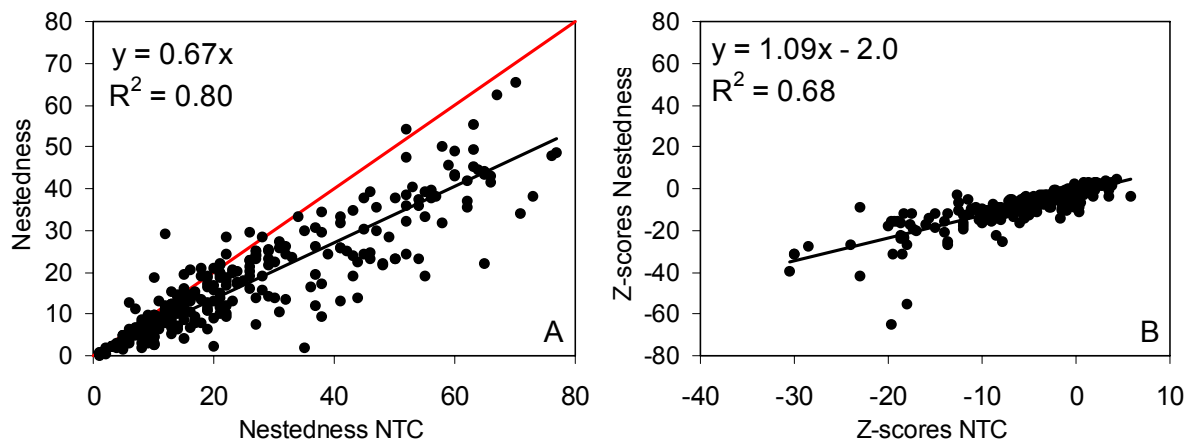 80
70
60
50
40
30
20
10
0
Nestedness
y = 0.67x
R² = 0.80
A
0 20 40 60 80
Nestedness NTC
80
60
40
20
0
-20
-40
-60
-80
Z-scores Nestedness
y = 1.09x - 2.0
R² = 0.68
B
-40 -30 -20 -10 0 10
Z-scores NTC